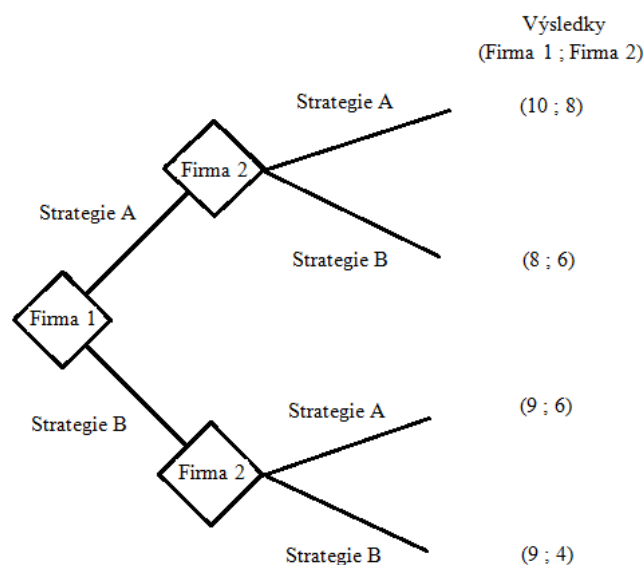 Výsledky
(Firma 1 ; Firma 2)
Strategie A
(10 ; 8)
Firma 2
Strategie A
Strategie B
(8 ; 6)
Firma 1
Strategie A
(9 ; 6)
Strategie B
Firma 2
Strategie B
(9 ; 4)